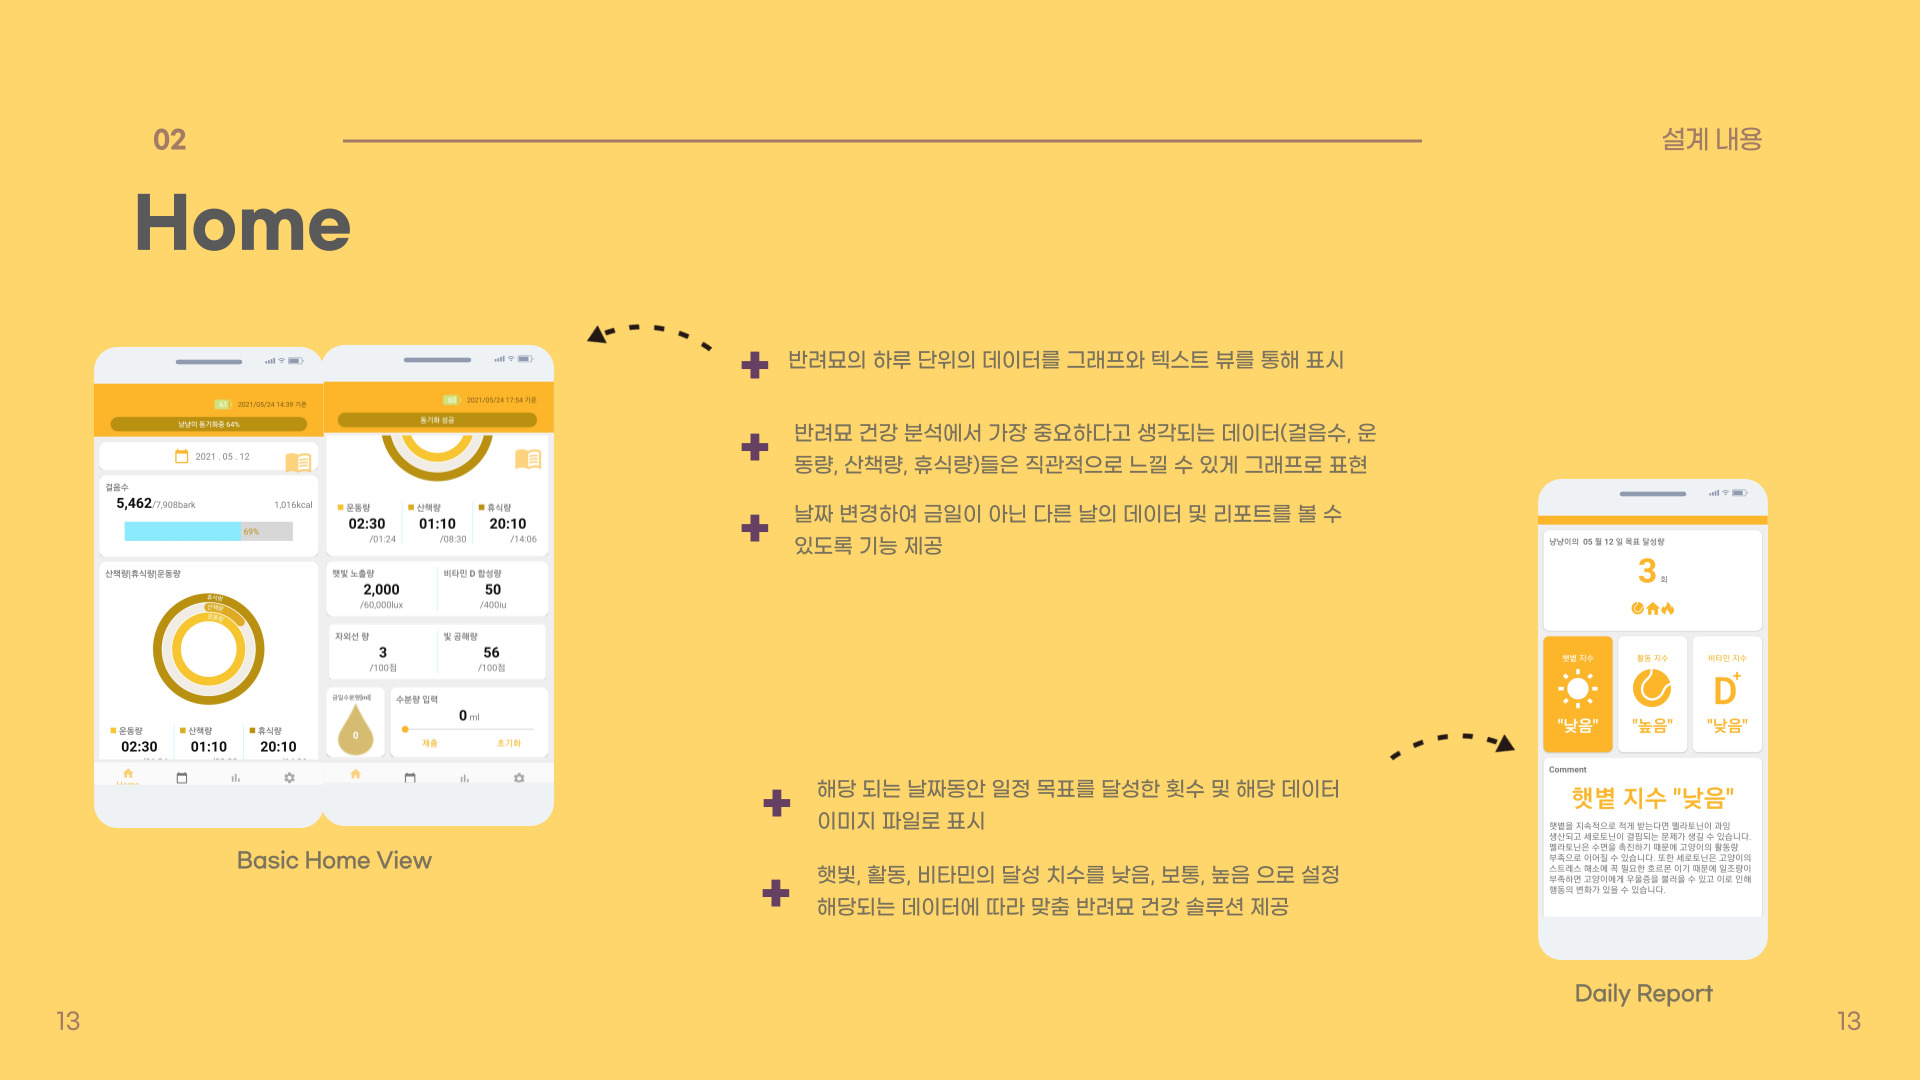 02
설계 내용
Home
61
2021/05/24 14:39 기준
냥냥이 동기화중 64%
2021 . 05 . 12
걸음수
5,462/7,908bark
1,016kcal
69%
산책량|휴식량|운동량
휴식량
산책량
운동량
운동량
산책량
휴식량
02:30
01:10
20:10
Home
60
2021/05/24 17:54 기준
동기화 성공
운동량
산책량
휴식량
02:30
01:10
20:10
/01:24
/08:30
/14:06
햇빛 노출량
비타민 D 합성량
2,000
50
/60,000lux
/400iu
자외선 량
빛 공해량
3
56
/100점
/100점
금일수분량(ml)
수분량 입력
0
0 ml
제출
초기화
Basic Home View
반려묘의 하루 단위의 데이터를 그래프와 텍스트 뷰를 통해 표시
반려묘 건강 분석에서 가장 중요하다고 생각되는 데이터(걸음수, 운
동량, 산책량, 휴식량)들은 직관적으로 느낄 수 있게 그래프로 표현
날짜 변경하여 금일이 아닌 다른 날의 데이터 및 리포트를 볼 수
있도록 기능 제공
해당 되는 날짜동안 일정 목표를 달성한 횟수 및 해당 데이터
이미지 파일로 표시
햇빛, 활동, 비타민의 달성 치수를 낮음, 보통, 높음 으로 설정
해당되는 데이터에 따라 맞춤 반려묘 건강 솔루션 제공
냥냥이의 05 월 12 일 목표 달성량
3 회
햇볕 지수
활동 지수
비타민 지수
D+
"낮음"
"높음"
"낮음"
Comment
햇볕 지수 "낮음"
햇볕을 지속적으로 적게 받는다면 멜라토닌이 과잉
생산되고 세로토닌이 결핍되는 문제가 생길 수 있습니다.
멜라토닌은 수면을 촉진하기 때문에 고양이의 활동량
부족으로 이어질 수 있습니다. 또한 세로토닌은 고양이의
스트레스 해소에 꼭 필요한 호르몬 이기 때문에 일조량이
부족하면 고양이에게 우울증을 불러올 수 있고 이로 인해
행동의 변화가 있을 수 있습니다.
Daily Report
13
13